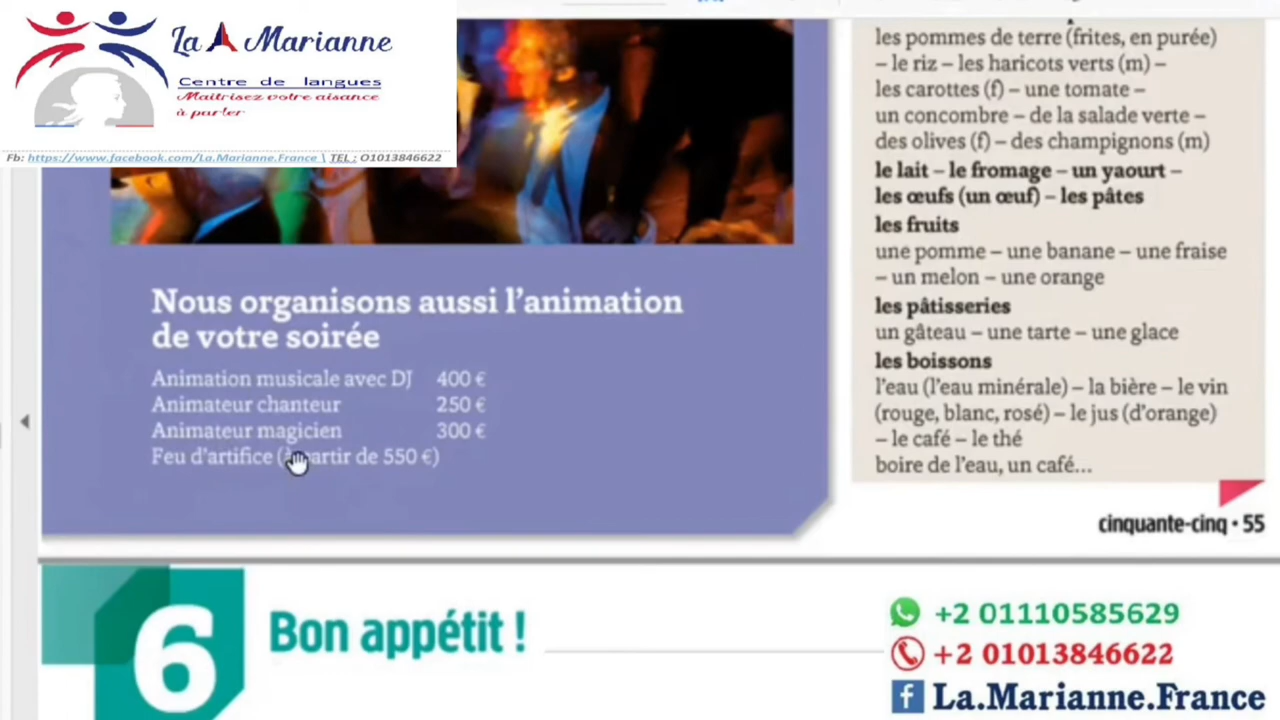 La Marianne
Centre de langues
Maîtrisez votre aisance
à parler
Fb: https://www.facebook.com/La.Marianne.France \ TEL : O1013846622
Nous organisons aussi l'animation
de votre soirée
Animation musicale avec DJ 400 €
Animateur chanteur 250 €
Animateur magicien 300 €
Feu d'artifice (à partir de 550 €)
les pommes de terre (frites, en purée)
– le riz – les haricots verts (m) –
les carottes (f) – une tomate –
un concombre – de la salade verte –
des olives (f) – des champignons (m)
le lait – le fromage – un yaourt –
les œufs (un œuf) – les pâtes
les fruits
une pomme – une banane – une fraise
– un melon – une orange
les pâtisseries
un gâteau – une tarte – une glace
les boissons
l'eau (l'eau minérale) – la bière – le vin
(rouge, blanc, rosé) – le jus (d'orange)
– le café – le thé
boire de l'eau, un café...
cinquante-cinq • 55
6
Bon appétit !
+2 01110585629
+2 01013846622
La.Marianne.France